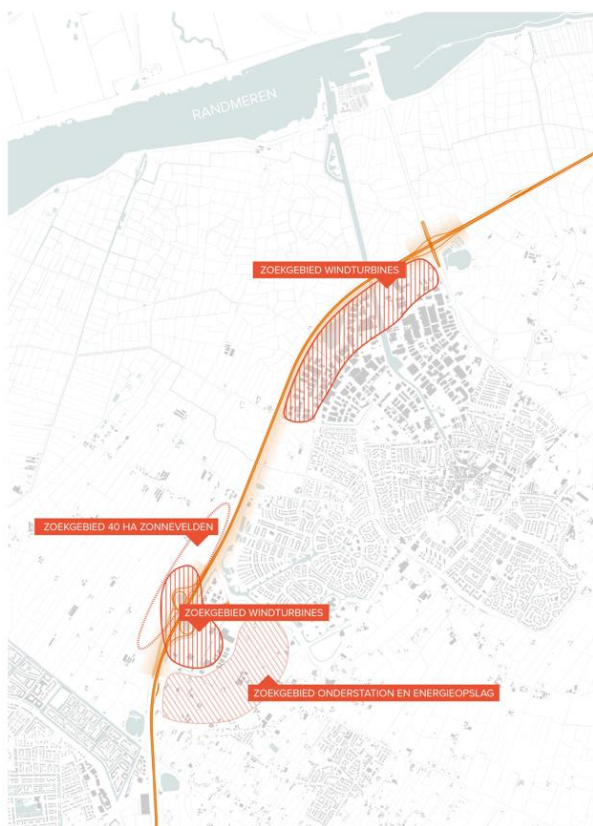 RANDMEREN
ZOEKGEBIED WINDTURBINES
ZOEKGEBIED 40 HA ZONNEVELDEN
ZOEKGEBIED WINDTURBINES
ZOEKGEBIED ONDERSTATION EN ENERGIEOPSLAG